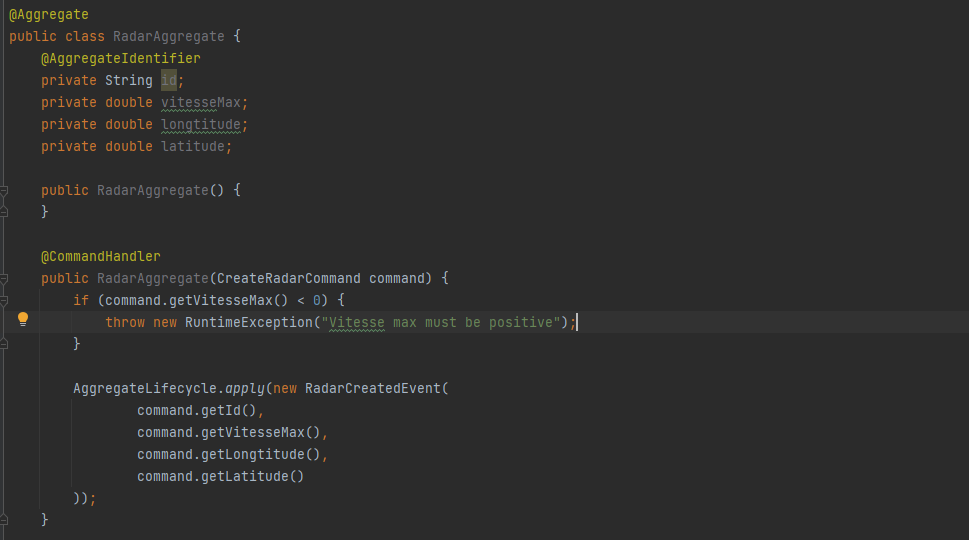 @Aggregate
public class RadarAggregate {
    @AggregateIdentifier
    private String id;
    private double vitesseMax;
    private double longtitude;
    private double latitude;

    public RadarAggregate() {
    }

    @CommandHandler
    public RadarAggregate(CreateRadarCommand command) {
        if (command.getVitesseMax() < 0) {
            throw new RuntimeException("Vitesse max must be positive");
        }

        AggregateLifecycle.apply(new RadarCreatedEvent(
                command.getId(),
                command.getVitesseMax(),
                command.getLongtitude(),
                command.getLatitude()
        ));
    }